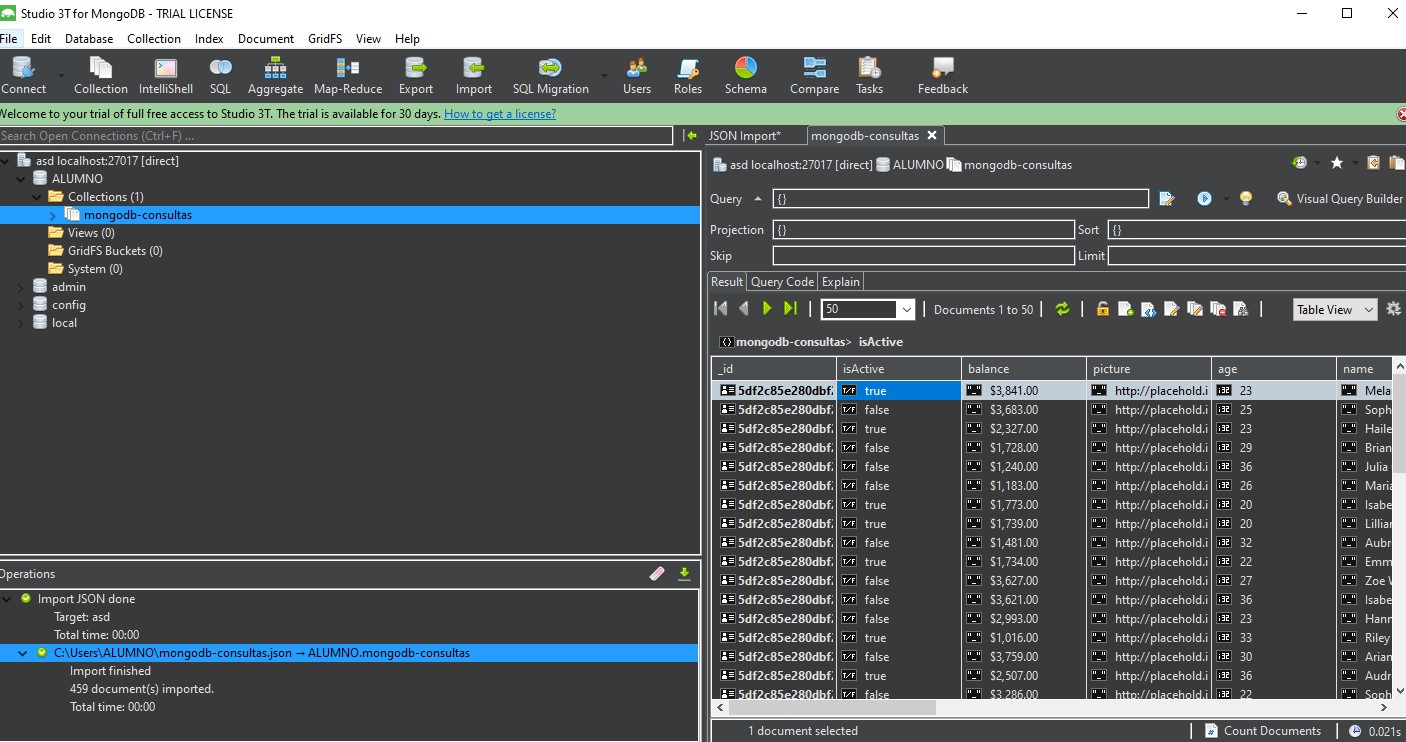 Studio 3T for MongoDB - TRIAL LICENSE
File Edit Database Collection Index Document GridFS View Help
Connect Collection IntelliShell SQL Aggregate Map-Reduce Export Import SQL Migration Users Roles Schema Compare Tasks Feedback
Welcome to your trial of full free access to Studio 3T. The trial is available for 30 days. How to get a license?
Search Open Connections (Ctrl+F) ...
asd localhost:27017 [direct]
ALUMNO
Collections (1)
mongodb-consultas
Views (0)
GridFS Buckets (0)
System (0)
admin
config
local
Operations
Import JSON done
Target: asd
Total time: 00:00
C:\Users\ALUMNO\mongodb-consultas.json → ALUMNO.mongodb-consultas
Import finished
459 document(s) imported.
Total time: 00:00
JSON Import* mongodb-consultas
asd localhost:27017 [direct] ALUMNO mongodb-consultas
Query {} Visual Query Builder
Projection {} Sort {}
Skip Limit
Result Query Code Explain
50 Documents 1 to 50 Table View
mongodb-consultas> isActive
_id isActive balance picture age name
5df2c85e280dbf true $3,841.00 http://placehold.i 23 Mela
5df2c85e280dbf false $3,683.00 http://placehold.i 25 Soph
5df2c85e280dbf true $2,327.00 http://placehold.i 23 Haile
5df2c85e280dbf false $1,728.00 http://placehold.i 29 Brian
5df2c85e280dbf false $1,240.00 http://placehold.i 36 Julia
5df2c85e280dbf false $1,183.00 http://placehold.i 26 Maria
5df2c85e280dbf true $1,773.00 http://placehold.i 20 Isabe
5df2c85e280dbf true $1,739.00 http://placehold.i 20 Lillian
5df2c85e280dbf false $1,481.00 http://placehold.i 32 Aubr
5df2c85e280dbf true $1,734.00 http://placehold.i 22 Emm
5df2c85e280dbf false $3,627.00 http://placehold.i 27 Zoe W
5df2c85e280dbf false $3,621.00 http://placehold.i 36 Isabe
5df2c85e280dbf false $2,993.00 http://placehold.i 23 Hann
5df2c85e280dbf true $1,016.00 http://placehold.i 33 Riley
5df2c85e280dbf false $3,759.00 http://placehold.i 30 Arian
5df2c85e280dbf true $2,507.00 http://placehold.i 36 Audr
5df2c85e280dbf false $3,286.00 http://placehold.i 22 Soph
1 document selected Count Documents 0.021s